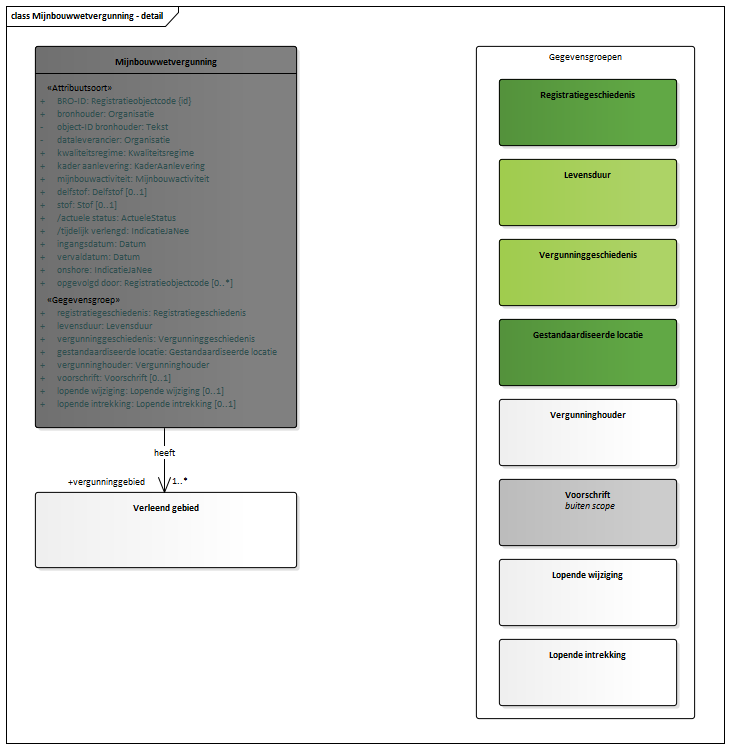 class Mijnbouwwetvergunning - detail
Mijnbouwwetvergunning
«Attribuutsoort»
+ BRO-ID: Registratieobjectcode {id}
+ bronhouder: Organisatie
- object-ID bronhouder: Tekst
- dataleverancier: Organisatie
+ kwaliteitsregime: Kwaliteitsregime
+ kader aanlevering: KaderAanlevering
+ mijnbouwactiviteit: Mijnbouwactiviteit
+ delfstof: Delfstof [0..1]
+ stof: Stof [0..1]
+ /actuele status: ActueleStatus
+ /tijdelijk verlengd: IndicatieJaNee
+ ingangsdatum: Datum
+ vervaldatum: Datum
+ onshore: IndicatieJaNee
+ opgevolgd door: Registratieobjectcode [0..*]
«Gegevensgroep»
+ registratiegeschiedenis: Registratiegeschiedenis
+ levensduur: Levensduur
+ vergunninggeschiedenis: Vergunninggeschiedenis
+ gestandaardiseerde locatie: Gestandaardiseerde locatie
+ vergunninghouder: Vergunninghouder
+ voorschrift: Voorschrift [0..1]
+ lopende wijziging: Lopende wijziging [0..1]
+ lopende intrekking: Lopende intrekking [0..1]
heeft
+vergunninggebied 1..*
Verleend gebied
Gegevensgroepen
Registratiegeschiedenis
Levensduur
Vergunninggeschiedenis
Gestandaardiseerde locatie
Vergunninghouder
Voorschrift
buiten scope
Lopende wijziging
Lopende intrekking